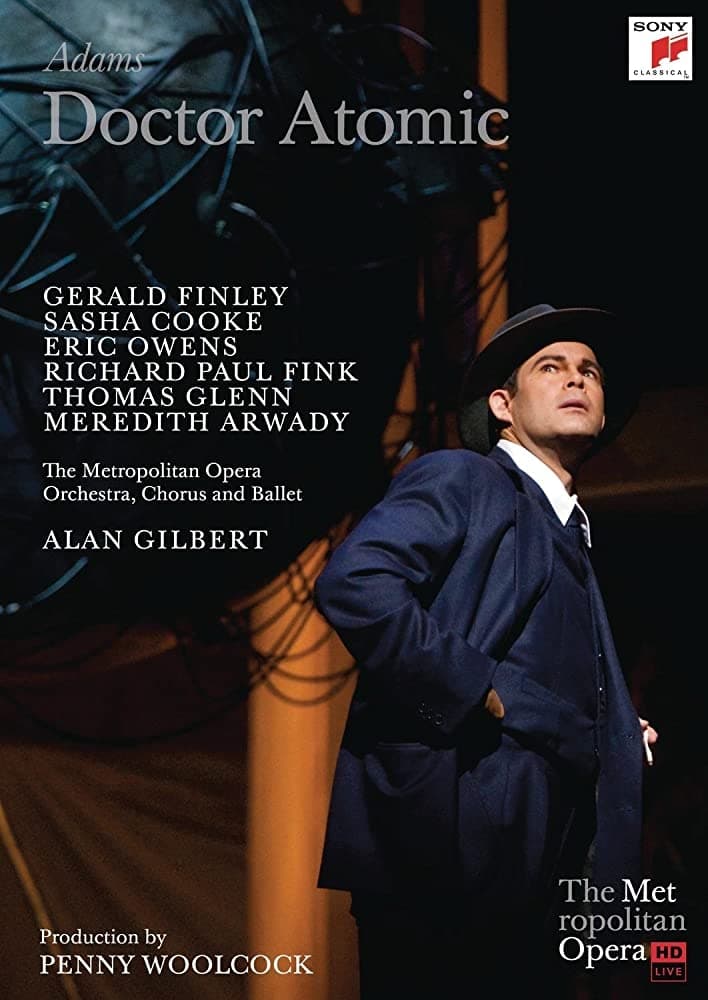 SONY
CLASSICAL
Adams
Doctor Atomic
GERALD FINLEY
SASHA COOKE
ERIC OWENS
RICHARD PAUL FINK
THOMAS GLENN
MEREDITH ARWADY
The Metropolitan Opera
Orchestra, Chorus and Ballet
ALAN GILBERT
Production by
PENNY WOOLCOCK
The Met
ropolitan
Opera HD
LIVE